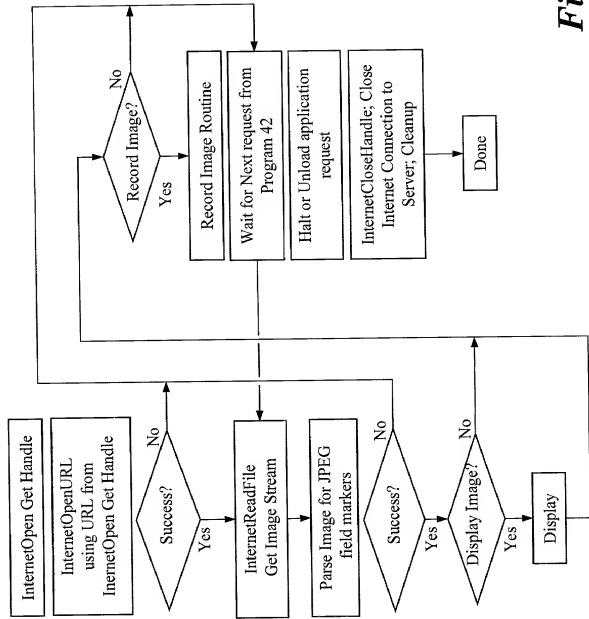 InternetOpen Get Handle
InternetOpenURL
using URL from
InernetOpen Get Handle
Success?
No
Yes
InternetReadFile
Get Image Stream
Parse Image for JPEG
field markers
Success?
No
Yes
Display Image?
No
Yes
Display
Record Image?
No
Yes
Record Image Routine
Wait for Next request from
Program 42
Halt or Unload application
request
InternetCloseHandle; Close
Internet Connection to
Server; Cleanup
Done